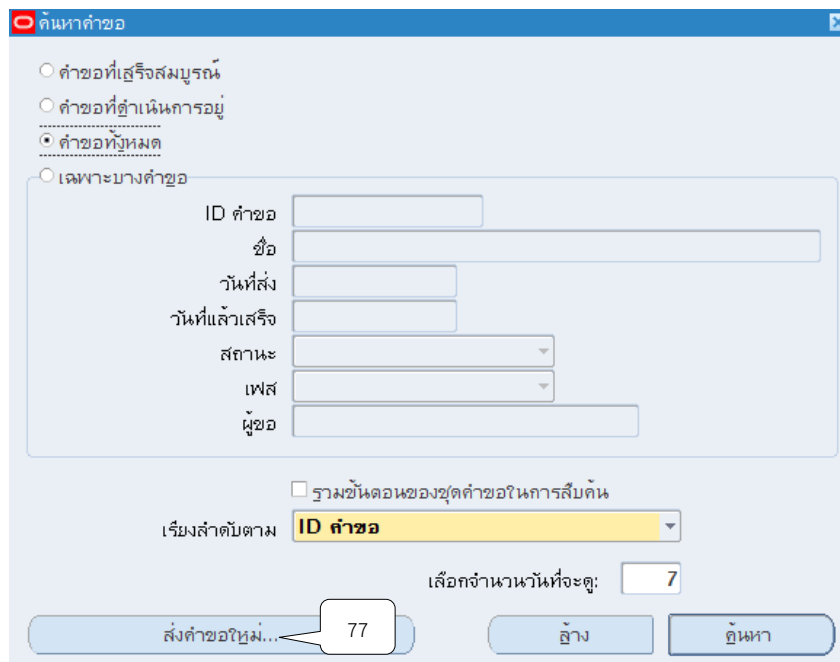 ค้นหาคำขอ
คำขอที่เสร็จสมบูรณ์
คำขอที่ดำเนินการอยู่
คำขอทั้งหมด
เฉพาะบางคำขอ
ID คำขอ
ชื่อ
วันที่ส่ง
วันที่แล้วเสร็จ
สถานะ
เฟส
ผู้ขอ
รวมขั้นตอนของชุดคำขอในการสืบค้น
เรียงลำดับตาม ID คำขอ
เลือกจำนวนวันที่จะดู: 7
ส่งคำขอใหม่... 77 ล้าง ค้นหา